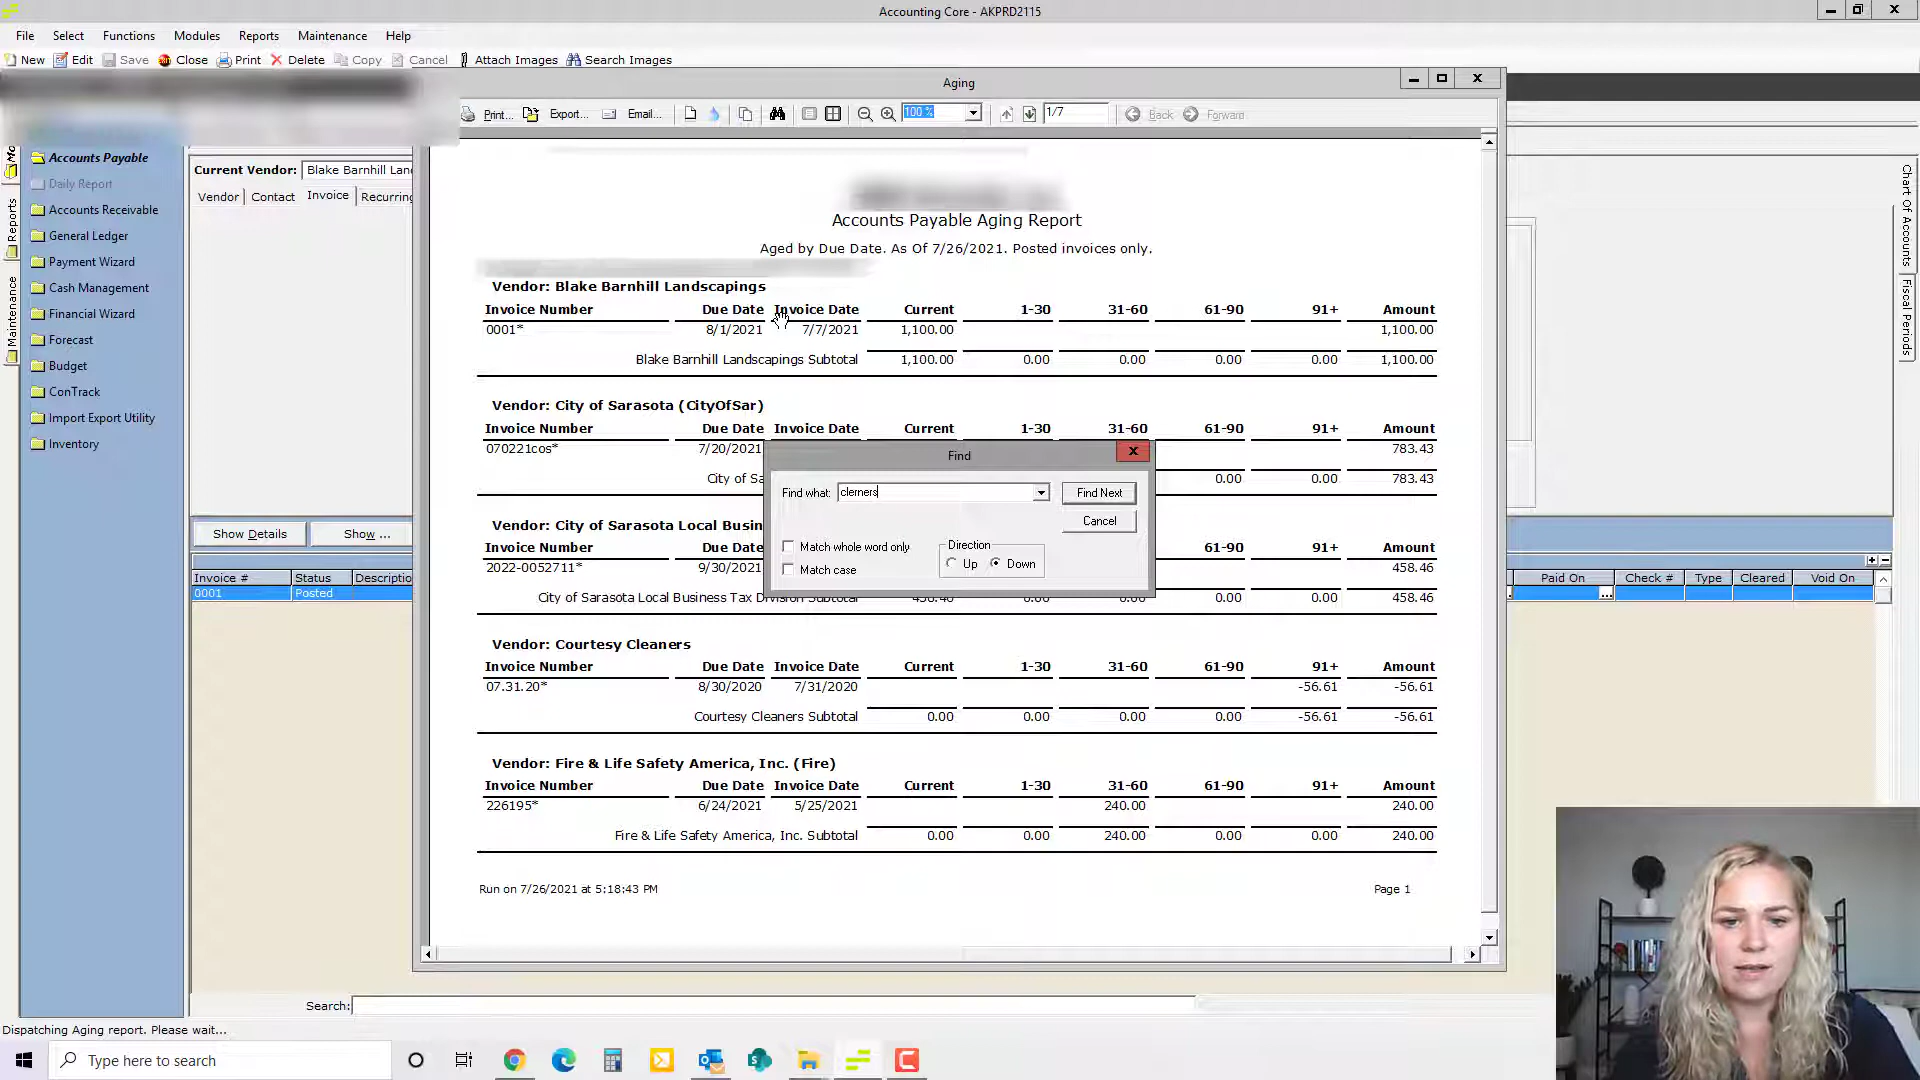 Accounting Core - AKPRD2115
File Select Functions Modules Reports Maintenance Help
New Edit Save Close Print Delete Copy Cancel Attach Images Search Images
Aging
Print... Export... Email... 100 % 1/7 Back Forward
Reports
Maintenance
Accounts Payable
Daily Report
Accounts Receivable
General Ledger
Payment Wizard
Cash Management
Financial Wizard
Forecast
Budget
ConTrack
Import Export Utility
Inventory
Current Vendor: Blake Barnhill Lan
Vendor Contact Invoice Recurring
Show Details Show ...
Invoice # Status Descriptio
0001 Posted
Accounts Payable Aging Report
Aged by Due Date. As Of 7/26/2021. Posted invoices only.
Vendor: Blake Barnhill Landscapings
Invoice Number Due Date Invoice Date Current 1-30 31-60 61-90 91+ Amount
0001* 8/1/2021 7/7/2021 1,100.00 1,100.00
Blake Barnhill Landscapings Subtotal 1,100.00 0.00 0.00 0.00 0.00 1,100.00
Vendor: City of Sarasota (CityOfSar)
Invoice Number Due Date Invoice Date Current 1-30 31-60 61-90 91+ Amount
070221cos* 7/20/2021 783.43
City of Sa 0.00 0.00 783.43
Vendor: City of Sarasota Local Busin
Invoice Number Due Date 61-90 91+ Amount
2022-0052711* 9/30/2021 458.46
City of Sarasota Local Business Tax Division Subtotal 458.46 0.00 0.00 0.00 0.00 458.46
Vendor: Courtesy Cleaners
Invoice Number Due Date Invoice Date Current 1-30 31-60 61-90 91+ Amount
07.31.20* 8/30/2020 7/31/2020 -56.61 -56.61
Courtesy Cleaners Subtotal 0.00 0.00 0.00 0.00 -56.61 -56.61
Vendor: Fire & Life Safety America, Inc. (Fire)
Invoice Number Due Date Invoice Date Current 1-30 31-60 61-90 91+ Amount
226195* 6/24/2021 5/25/2021 240.00 240.00
Fire & Life Safety America, Inc. Subtotal 0.00 0.00 240.00 0.00 0.00 240.00
Run on 7/26/2021 at 5:18:43 PM Page 1
Find
Find what: clerners Find Next
Cancel
Match whole word only
Match case
Direction
Up Down
Chart Of Accounts
Fiscal Periods
Paid On Check # Type Cleared Void On
Search:
Dispatching Aging report. Please wait...
Type here to search